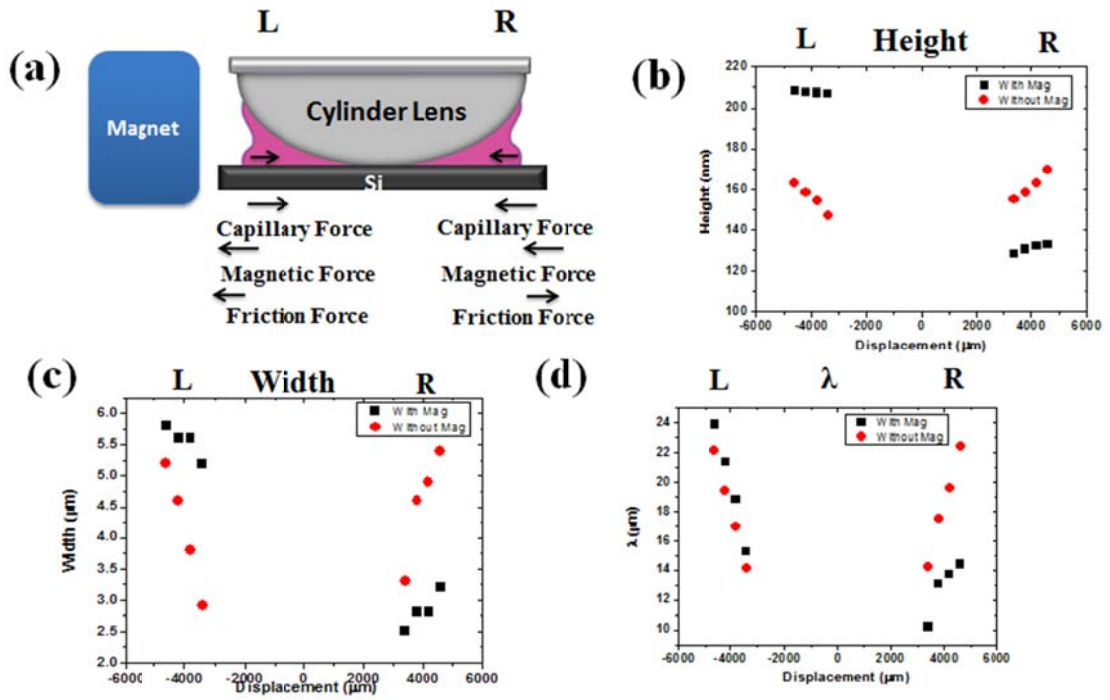 (a)
L R
Magnet
Cylinder Lens
Si
Capillary Force Capillary Force
Magnetic Force Magnetic Force
Friction Force Friction Force
(b)
L Height R
220
200
180
160
140
120
100
Height (nm)
With Mag
Without Mag
-6000 -4000 -2000 0 2000 4000 6000
Displacement (µm)
(c)
L Width R
6.0
5.5
5.0
4.5
4.0
3.5
3.0
2.5
2.0
Width (µm)
With Mag
Without Mag
-6000 -4000 -2000 0 2000 4000 6000
Displacement (µm)
(d)
L λ R
24
22
20
18
16
14
12
10
λ (µm)
With Mag
Without Mag
-6000 -4000 -2000 0 2000 4000 6000
Displacement (µm)